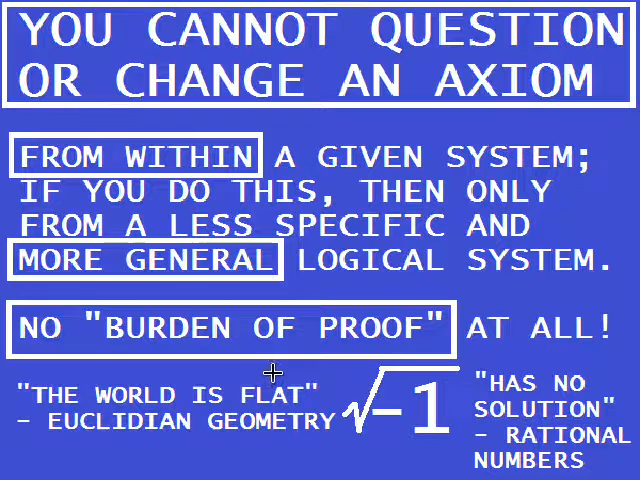 YOU CANNOT QUESTION
OR CHANGE AN AXIOM
FROM WITHIN A GIVEN SYSTEM;
IF YOU DO THIS, THEN ONLY
FROM A LESS SPECIFIC AND
MORE GENERAL LOGICAL SYSTEM.
NO "BURDEN OF PROOF" AT ALL!
"THE WORLD IS FLAT"
- EUCLIDIAN GEOMETRY
√-1
"HAS NO
SOLUTION"
- RATIONAL
NUMBERS